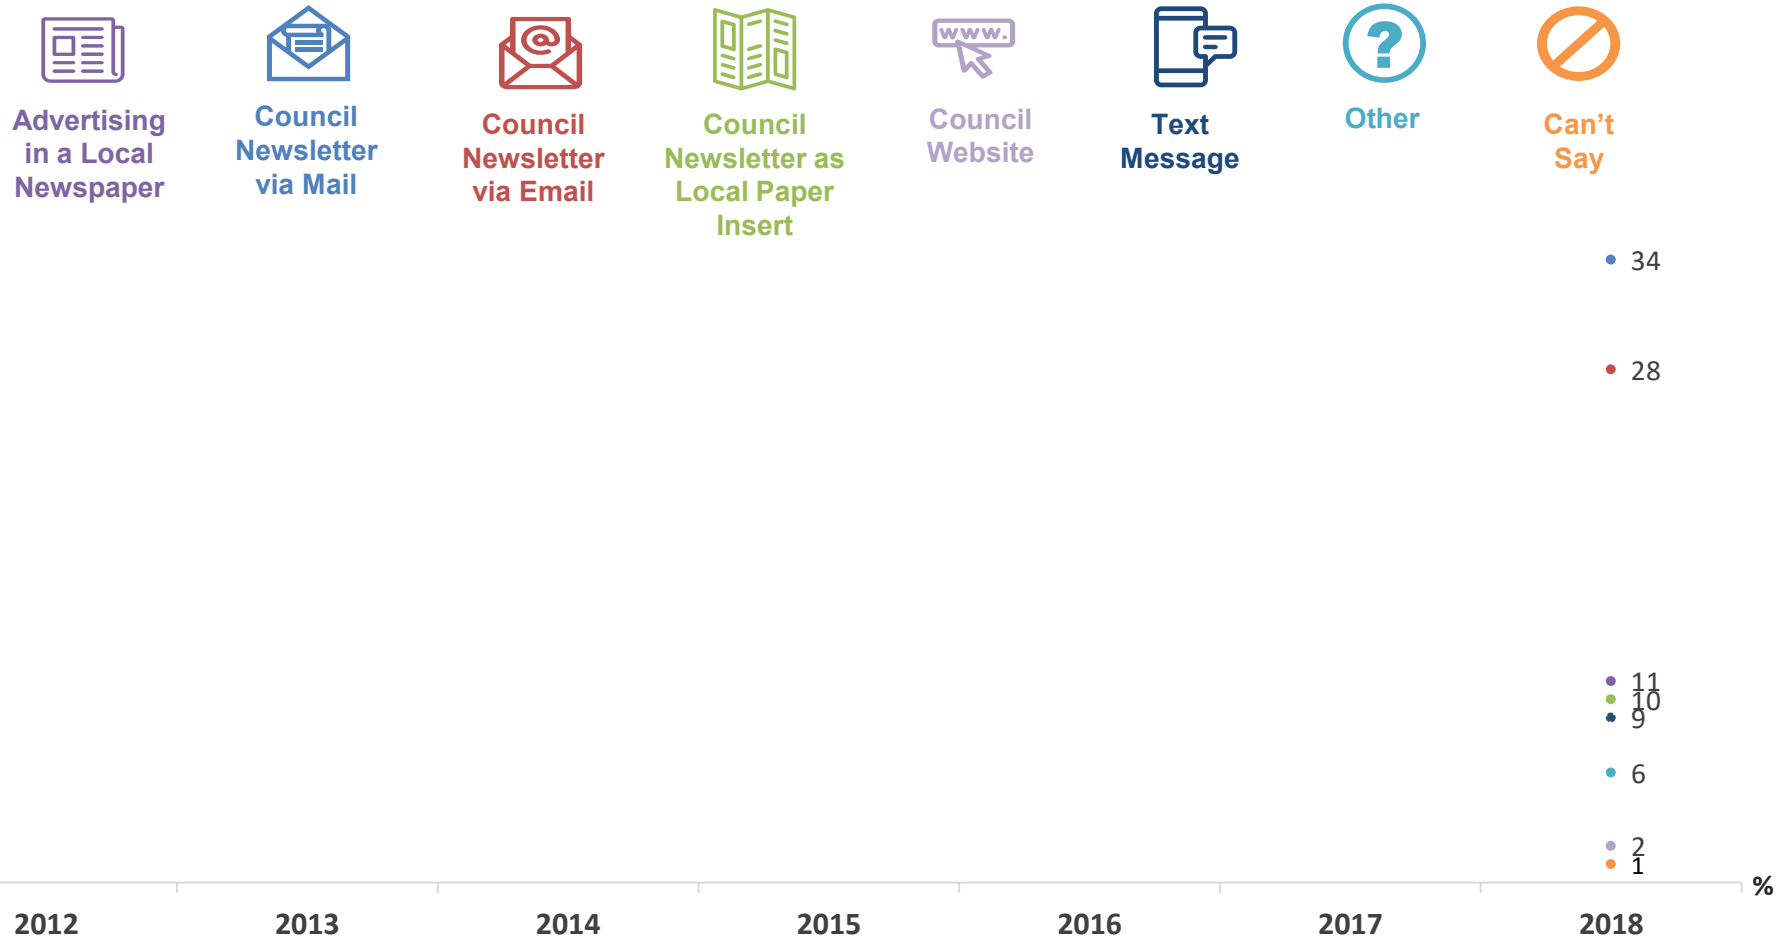 www.
@
?
Advertising
in a Local
Newspaper
Council
Newsletter
via Mail
Council
Newsletter
via Email
Council
Newsletter as
Local Paper
Insert
Council
Website
Text
Message
Other
Can't
Say
34
28
11
10
9
6
2
1
%
2012 2013 2014 2015 2016 2017 2018